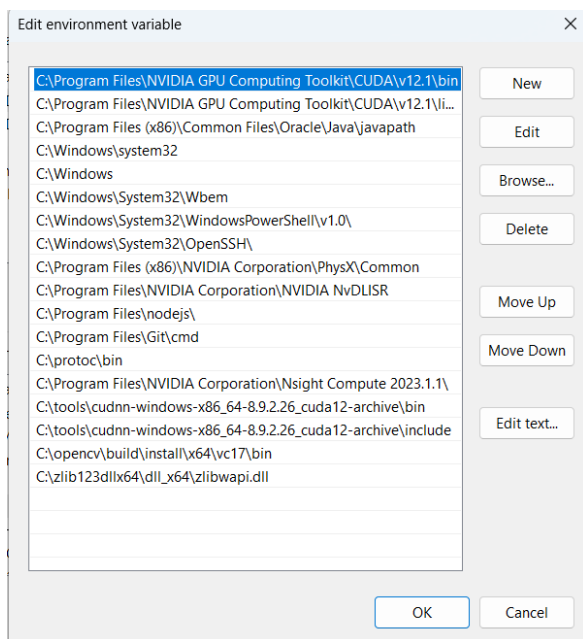 Edit environment variable
C:\Program Files\NVIDIA GPU Computing Toolkit\CUDA\v12.1\bin
C:\Program Files\NVIDIA GPU Computing Toolkit\CUDA\v12.1\li...
C:\Program Files (x86)\Common Files\Oracle\Java\javapath
C:\Windows\system32
C:\Windows
C:\Windows\System32\Wbem
C:\Windows\System32\WindowsPowerShell\v1.0\
C:\Windows\System32\OpenSSH\
C:\Program Files (x86)\NVIDIA Corporation\PhysX\Common
C:\Program Files\NVIDIA Corporation\NVIDIA NvDLISR
C:\Program Files\nodejs\
C:\Program Files\Git\cmd
C:\protoc\bin
C:\Program Files\NVIDIA Corporation\Nsight Compute 2023.1.1\
C:\tools\cudnn-windows-x86_64-8.9.2.26_cuda12-archive\bin
C:\tools\cudnn-windows-x86_64-8.9.2.26_cuda12-archive\include
C:\opencv\build\install\x64\vc17\bin
C:\zlib123dllx64\dll_x64\zlibwapi.dll
New
Edit
Browse...
Delete
Move Up
Move Down
Edit text...
OK
Cancel